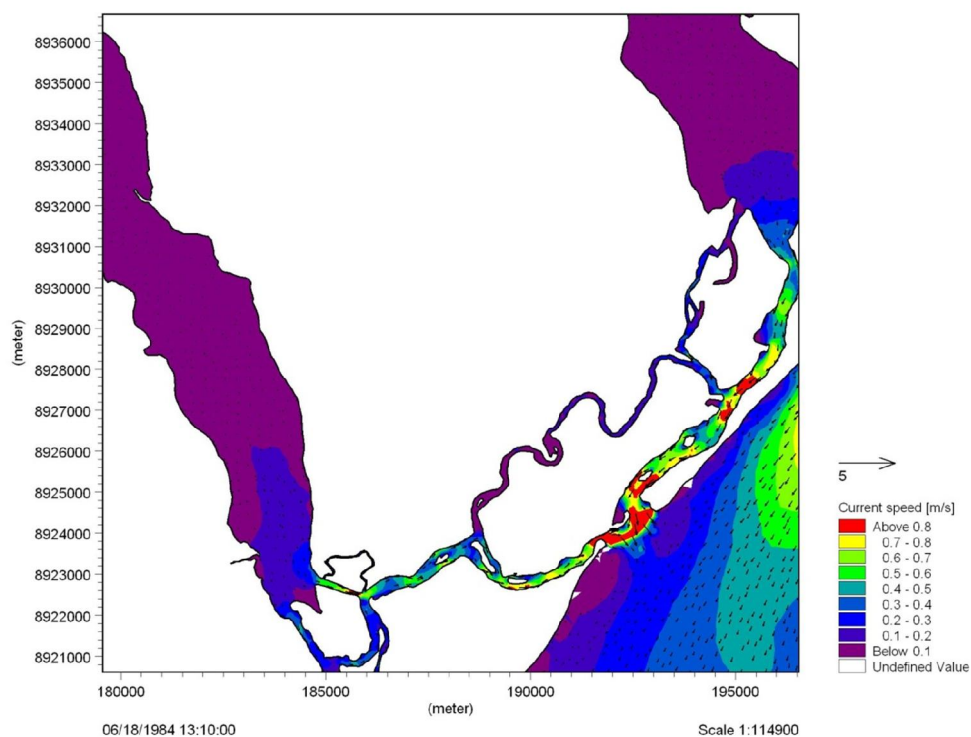 8936000
8935000
8934000
8933000
8932000
8931000
8930000
8929000
8928000
8927000
8926000
8925000
8924000
8923000
8922000
8921000
(meter)
180000 185000 190000 195000
(meter)
06/18/1984 13:10:00 Scale 1:114900
5
Current speed [m/s]
Above 0.8
0.7 - 0.8
0.6 - 0.7
0.5 - 0.6
0.4 - 0.5
0.3 - 0.4
0.2 - 0.3
0.1 - 0.2
Below 0.1
Undefined Value